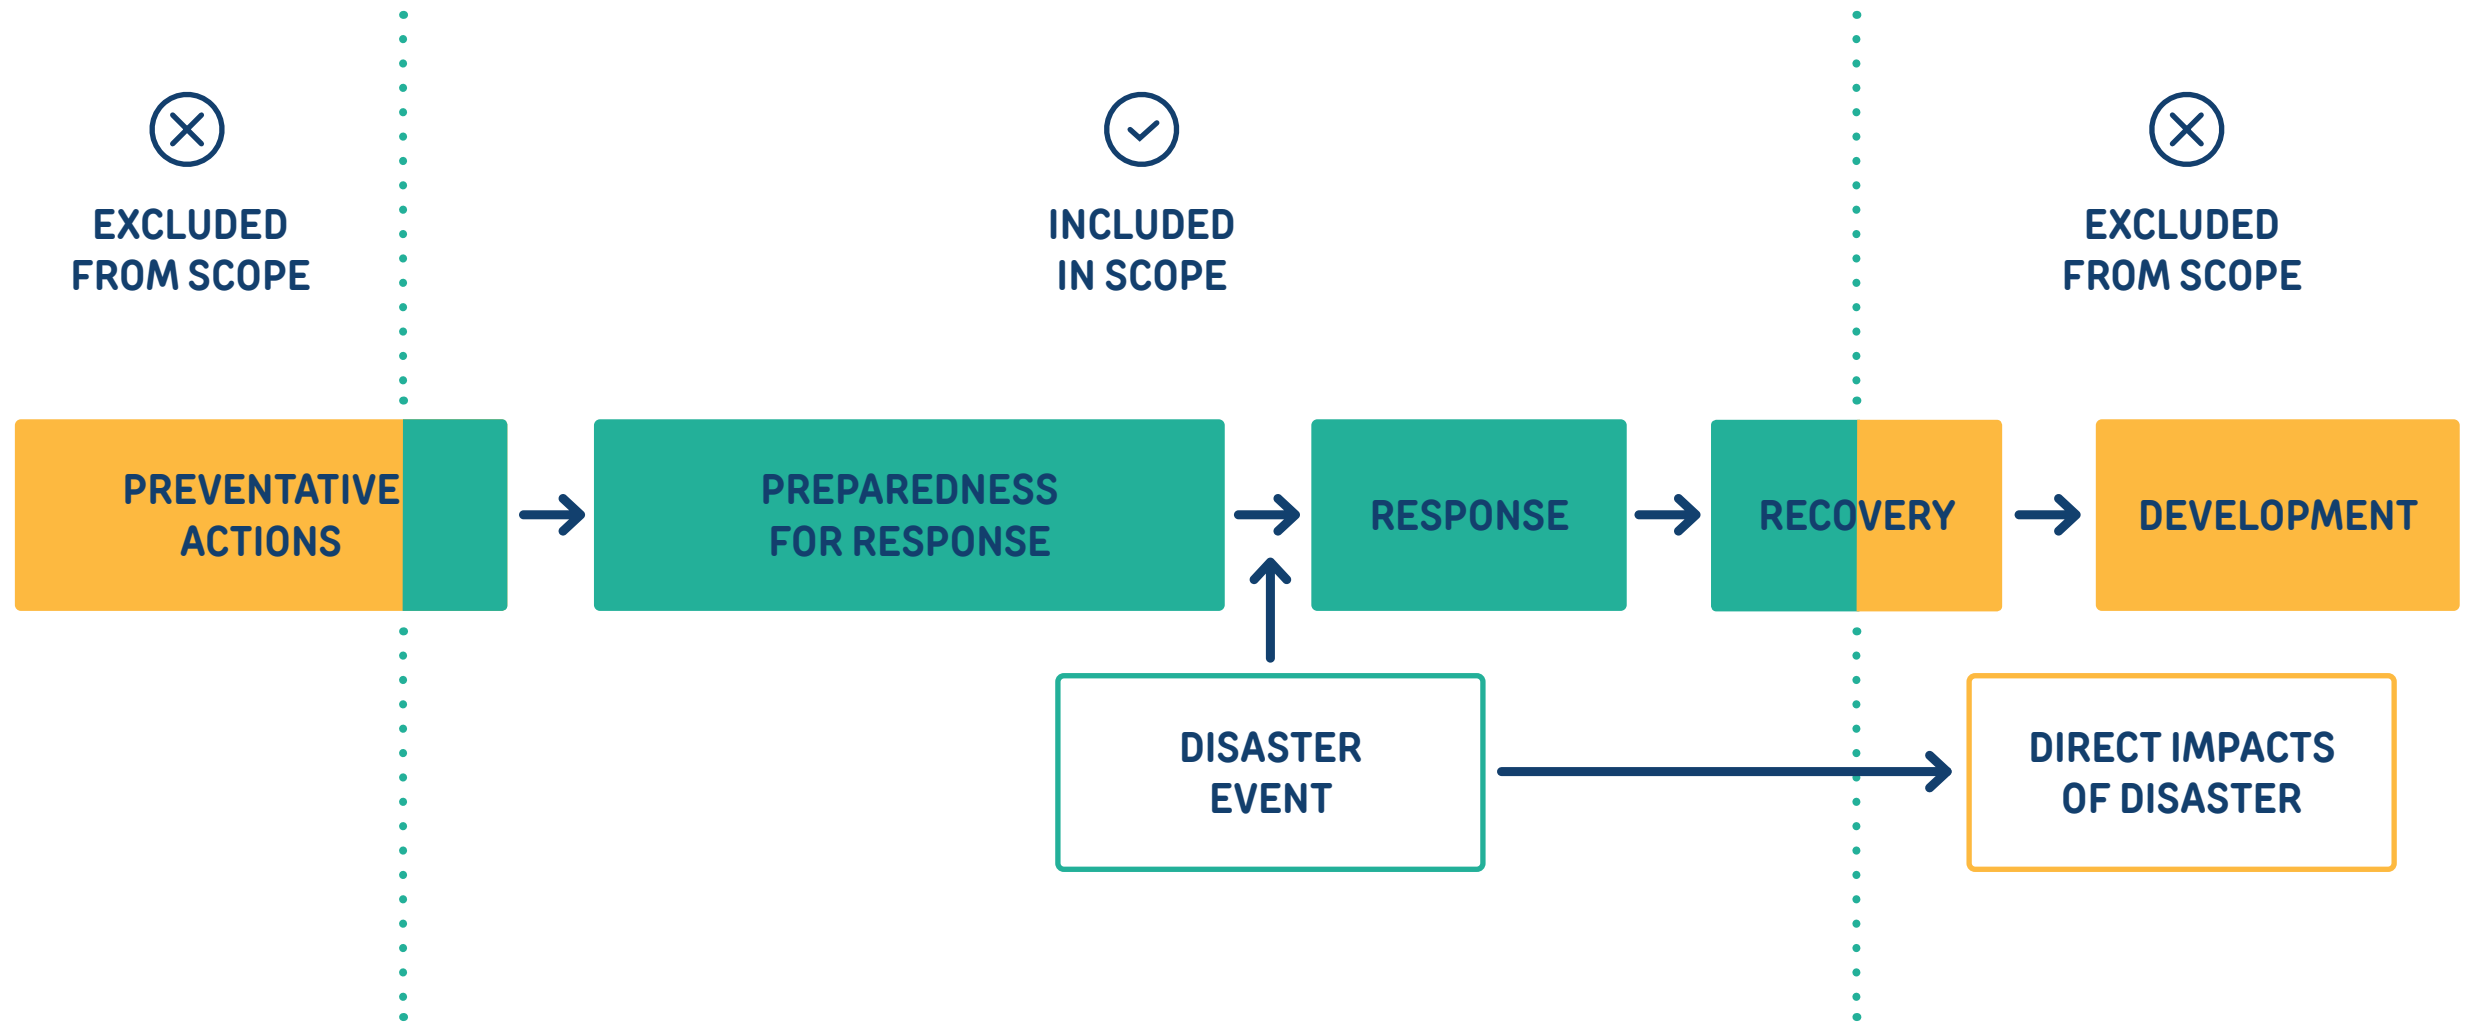 EXCLUDED
FROM SCOPE
INCLUDED
IN SCOPE
EXCLUDED
FROM SCOPE
PREVENTATIVE
ACTIONS
PREPAREDNESS
FOR RESPONSE
RESPONSE
RECOVERY
DEVELOPMENT
DISASTER
EVENT
DIRECT IMPACTS
OF DISASTER